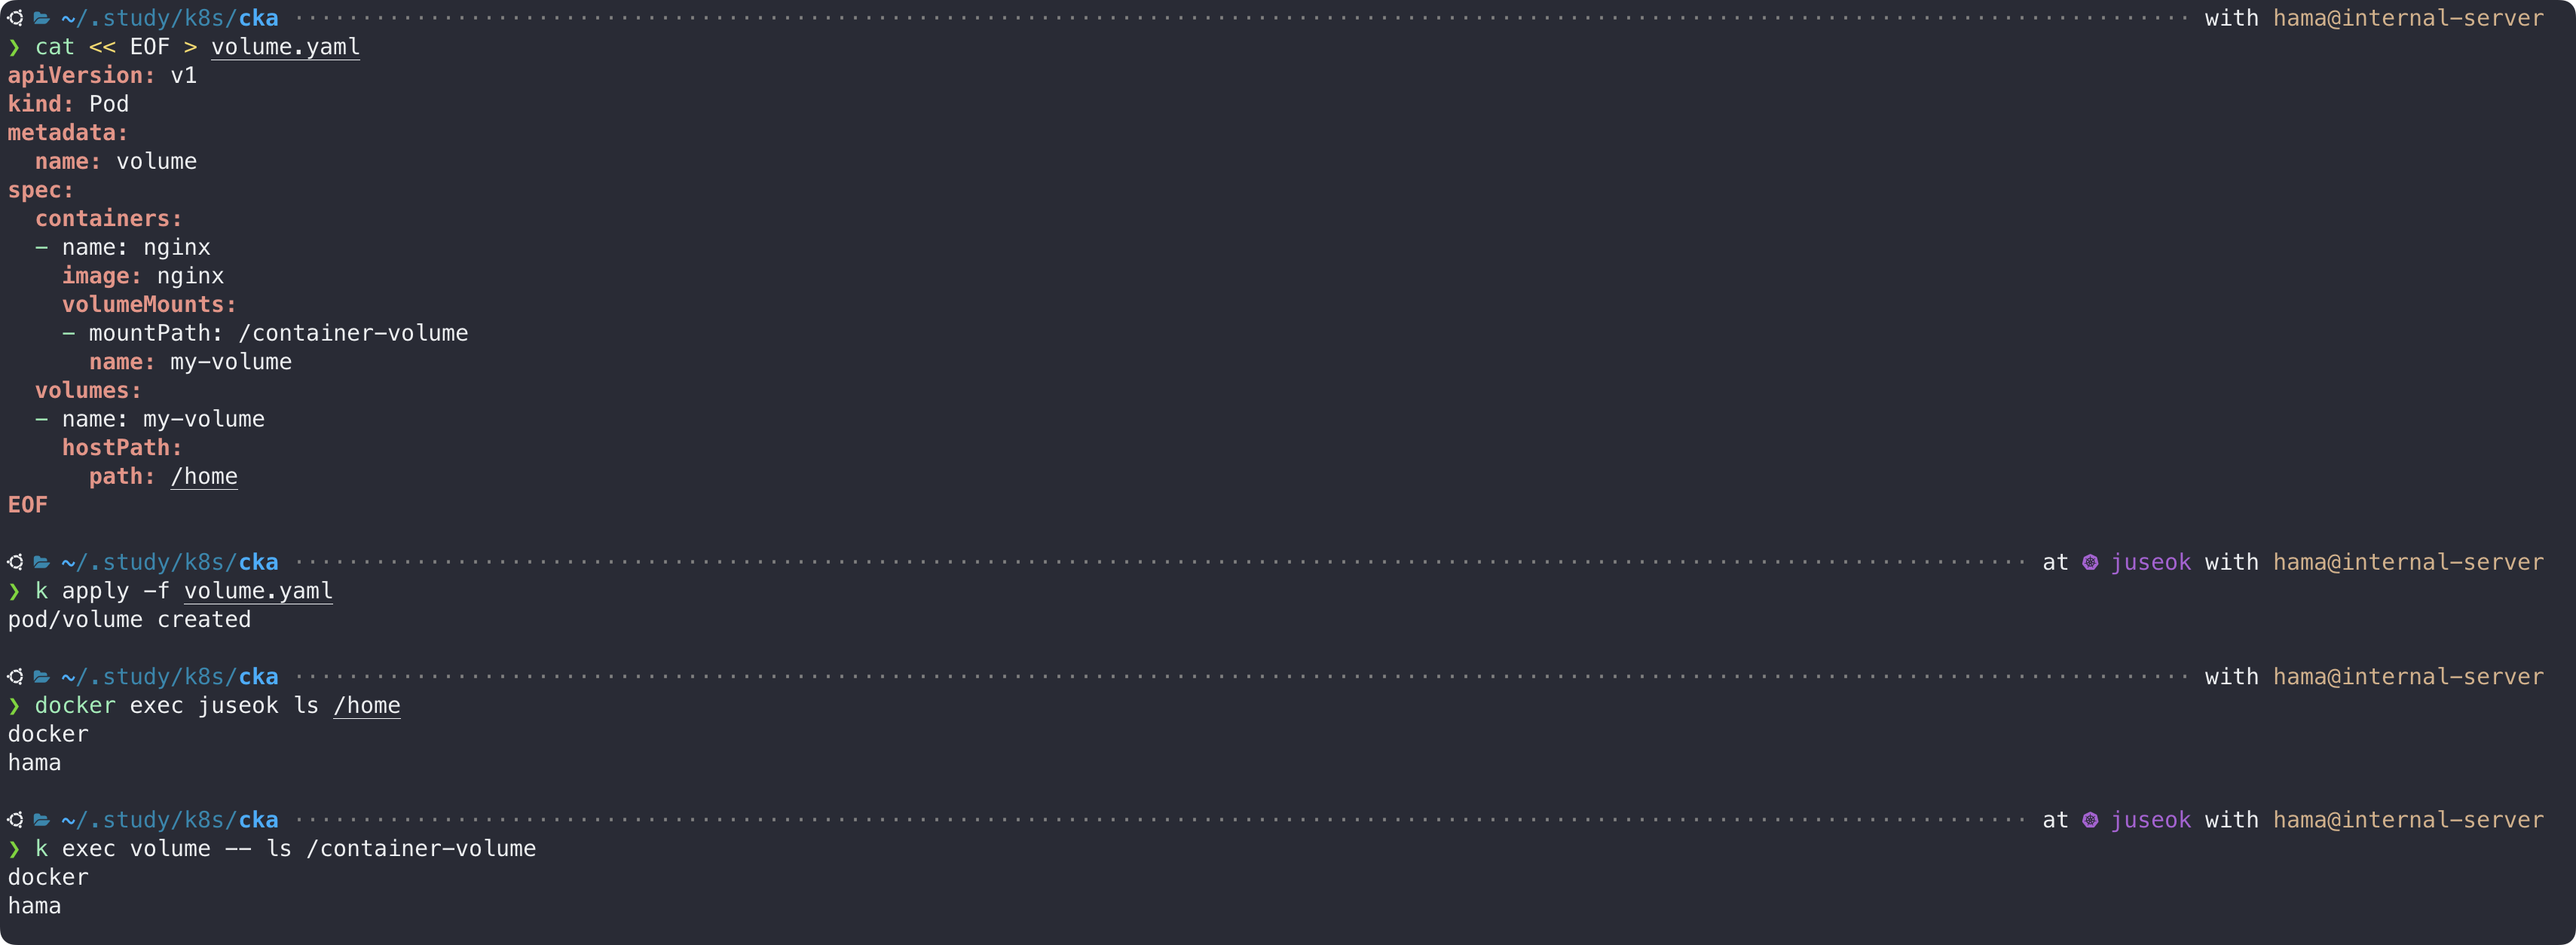 ~/.study/k8s/cka with hama@internal-server
❯ cat << EOF > volume.yaml
apiVersion: v1
kind: Pod
metadata:
  name: volume
spec:
  containers:
  - name: nginx
    image: nginx
    volumeMounts:
    - mountPath: /container-volume
      name: my-volume
  volumes:
  - name: my-volume
    hostPath:
      path: /home
EOF
~/.study/k8s/cka at juseok with hama@internal-server
❯ k apply -f volume.yaml
pod/volume created
~/.study/k8s/cka with hama@internal-server
❯ docker exec juseok ls /home
docker
hama
~/.study/k8s/cka at juseok with hama@internal-server
❯ k exec volume -- ls /container-volume
docker
hama